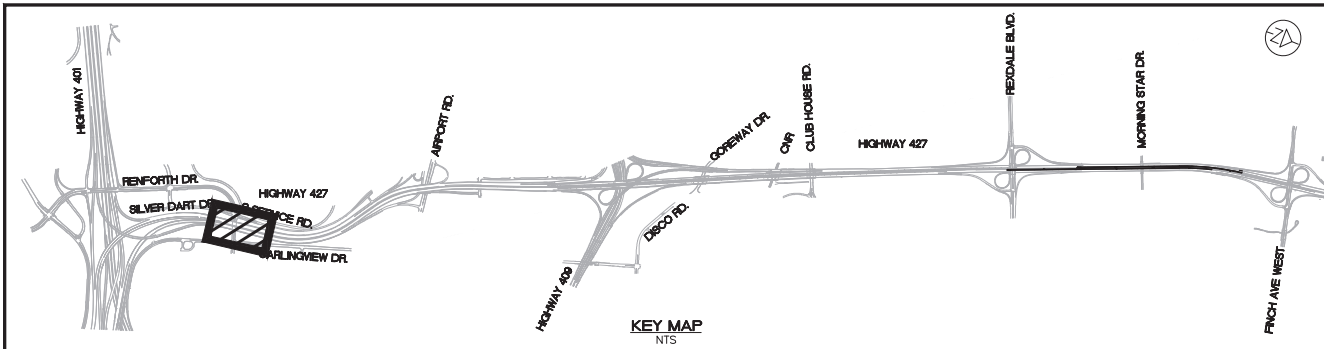 HIGHWAY 401
RENFORTH DR.
SILVER DART DR
HIGHWAY 427
SERVICE RD.
CARLINGVIEW DR.
AIRPORT RD.
HIGHWAY 409
DISCO RD.
GOREWAY DR.
CNR
CLUB HOUSE RD.
HIGHWAY 427
REXDALE BLVD.
MORNING STAR DR.
FINCH AVE WEST
N
KEY MAP
NTS